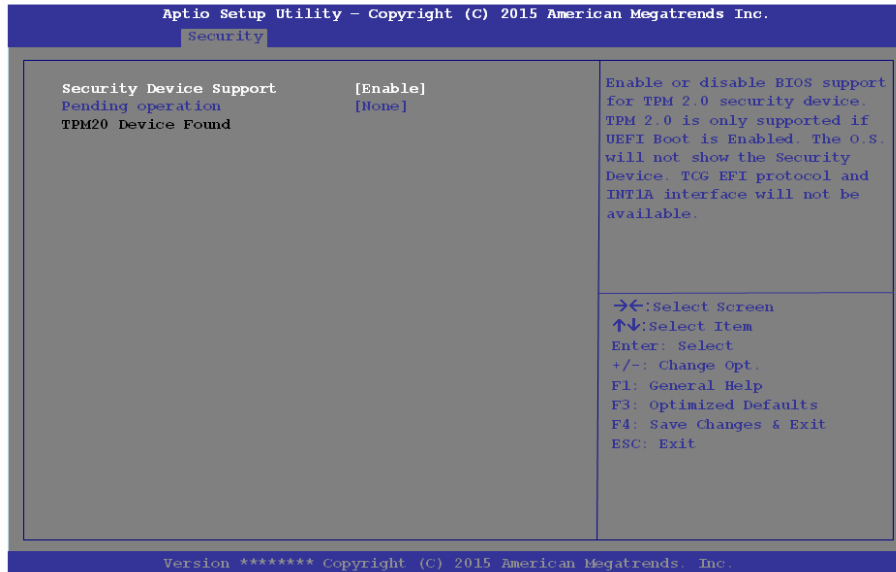 Aptio Setup Utility – Copyright (C) 2015 American Megatrends Inc.
Security
Security Device Support [Enable]
Pending operation [None]
TPM20 Device Found
Enable or disable BIOS support
for TPM 2.0 security device.
TPM 2.0 is only supported if
UEFI Boot is Enabled. The O.S.
will not show the Security
Device. TCG EFI protocol and
INT1A interface will not be
available.
→←:Select Screen
↑↓:Select Item
Enter: Select
+/-: Change Opt.
F1: General Help
F3: Optimized Defaults
F4: Save Changes & Exit
ESC: Exit
Version ******** Copyright (C) 2015 American Megatrends. Inc.